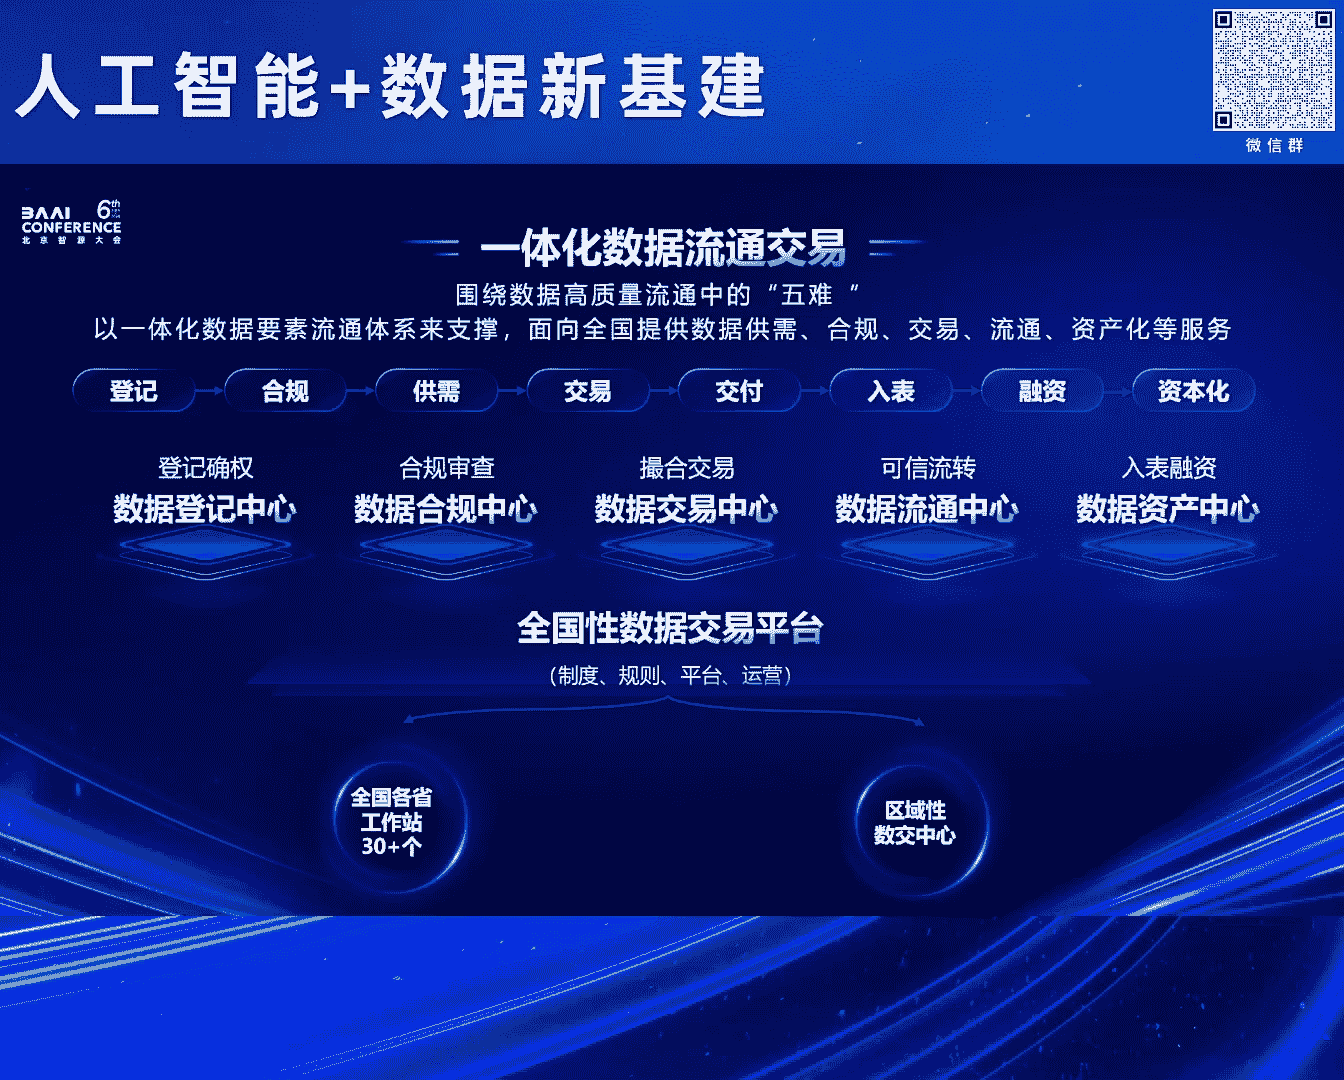 人工智能+数据新基建
微信群
BAAI 6th
CONFERENCE
北京智源大会
一体化数据流通交易
围绕数据高质量流通中的“五难“
以一体化数据要素流通体系来支撑，面向全国提供数据供需、合规、交易、流通、资产化等服务
登记 合规 供需 交易 交付 入表 融资 资本化
登记确权 合规审查 撮合交易 可信流转 入表融资
数据登记中心 数据合规中心 数据交易中心 数据流通中心 数据资产中心
全国性数据交易平台
（制度、规则、平台、运营）
全国各省
工作站
30+个
区域性
数交中心